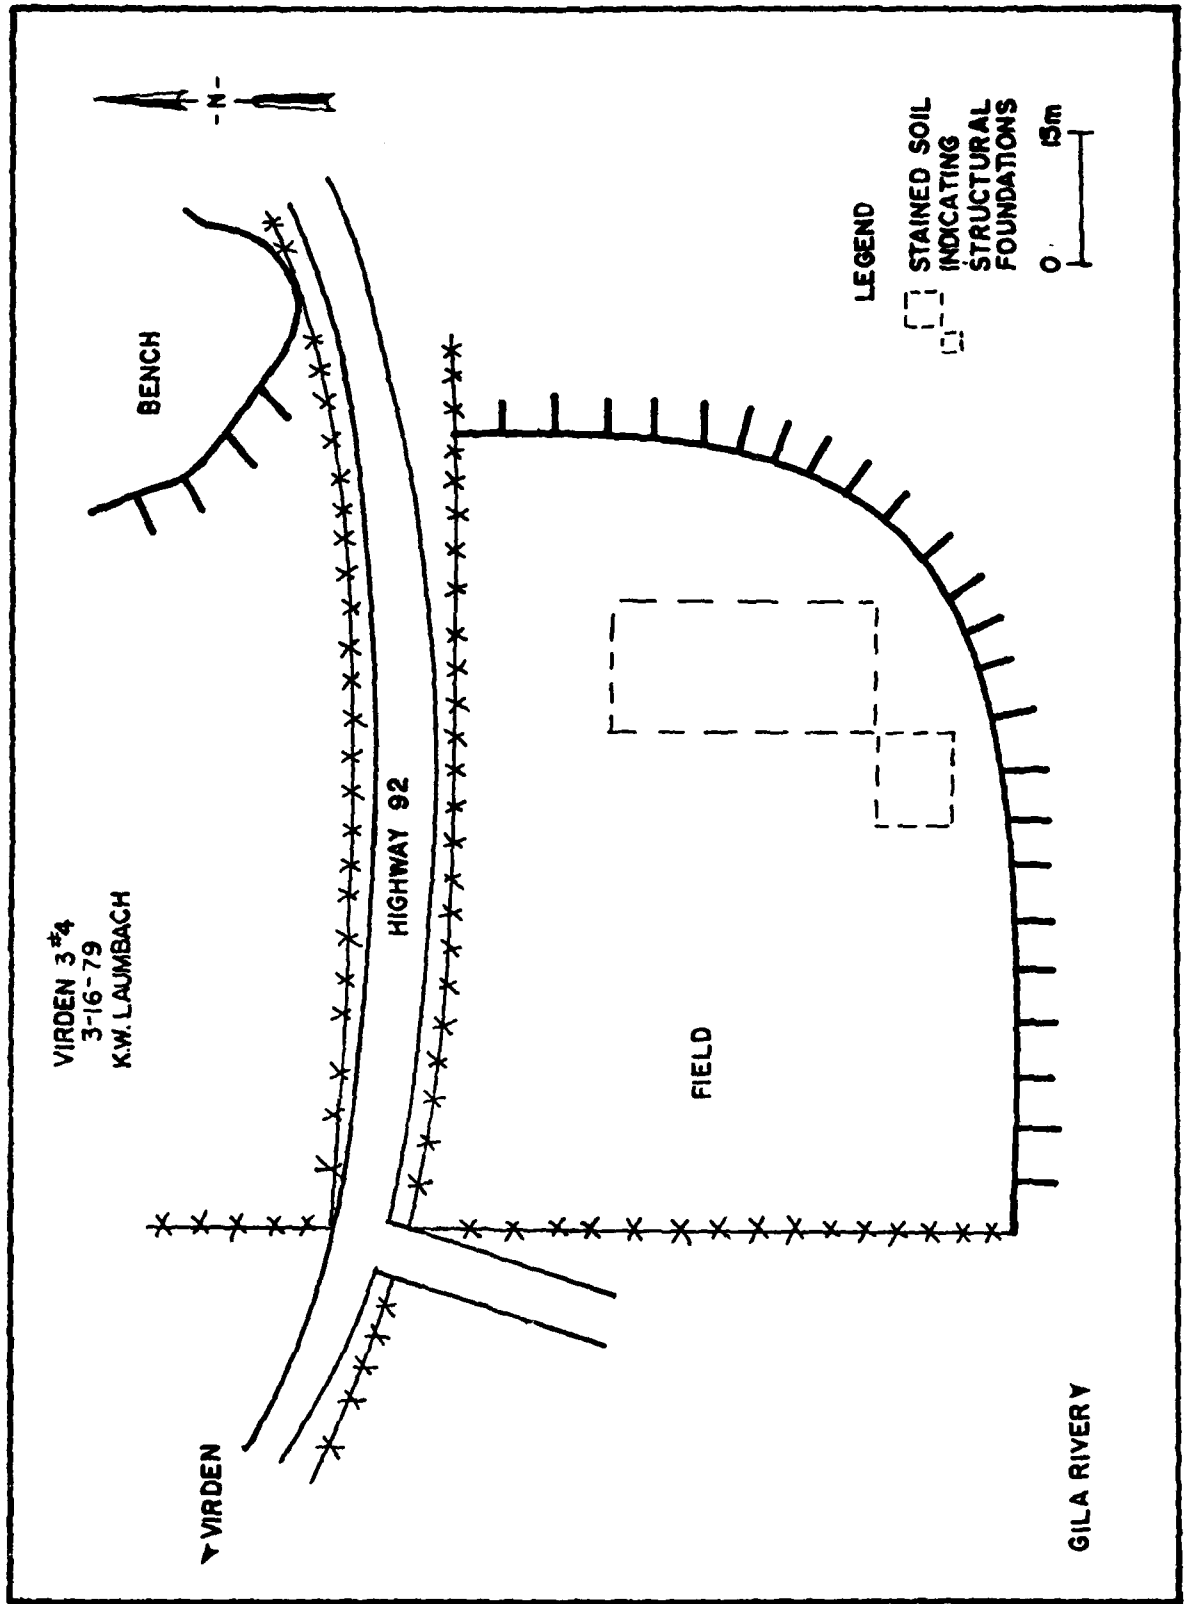 VIRDEN 3#4
3-16-79
K.W. LAUMBACH
-N-
BENCH
HIGHWAY 92
VIRDEN
FIELD
LEGEND
STAINED SOIL
INDICATING
STRUCTURAL
FOUNDATIONS
0 15m
GILA RIVER